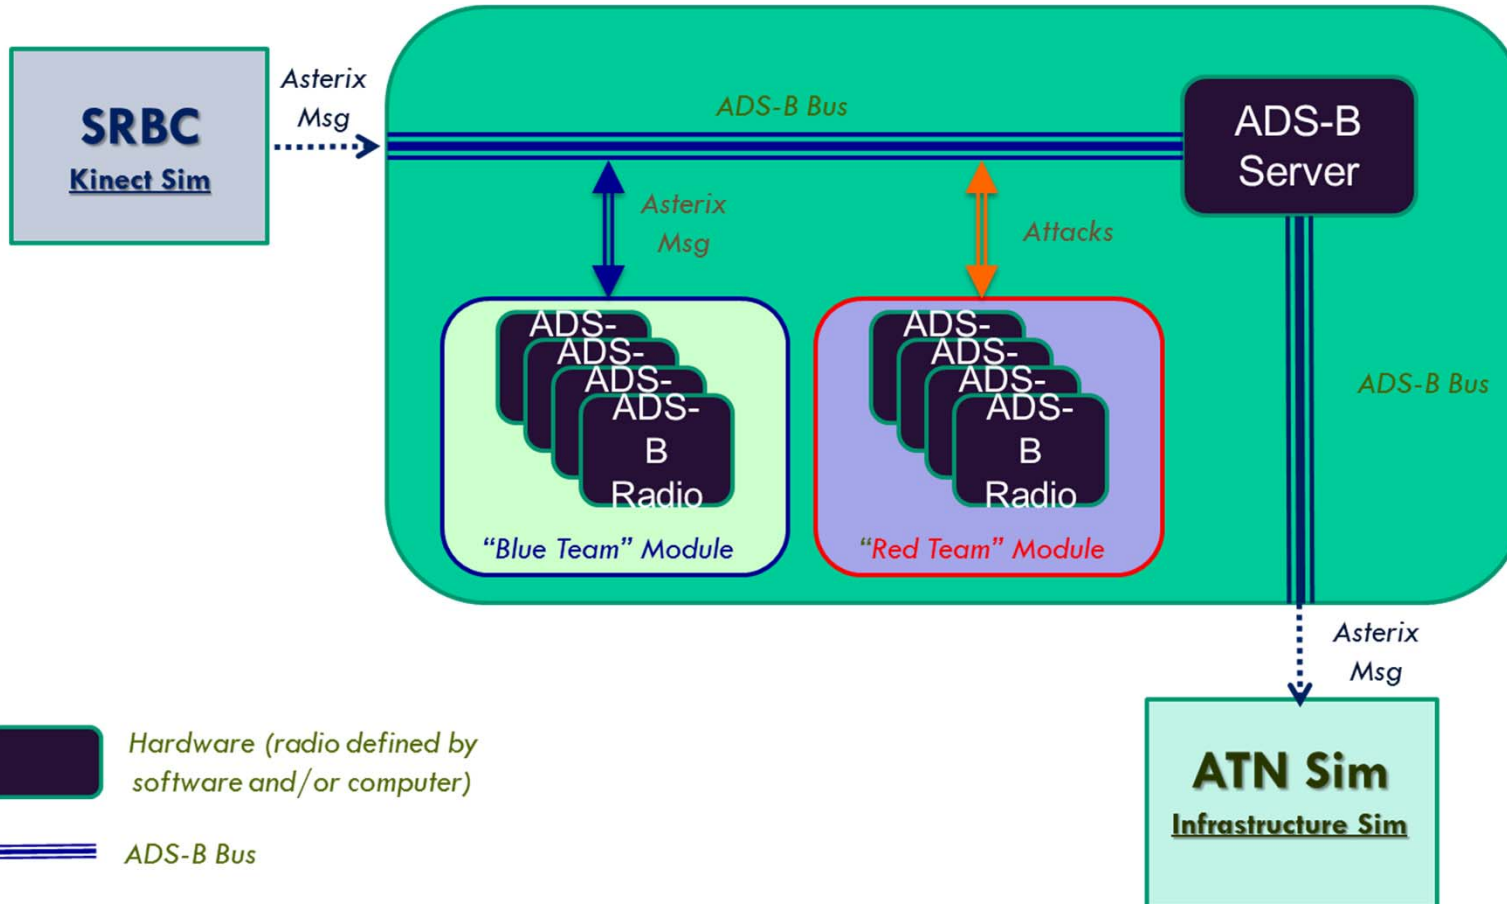 SRBC
Kinect Sim
Asterix
Msg
ADS-B Bus
ADS-B
Server
Asterix
Msg
Attacks
ADS-B Bus
ADS-
ADS-
ADS-
ADS-
B
Radio
“Blue Team” Module
ADS-
ADS-
ADS-
ADS-
B
Radio
“Red Team” Module
Asterix
Msg
ATN Sim
Infrastructure Sim
Hardware (radio defined by
software and/or computer)
ADS-B Bus